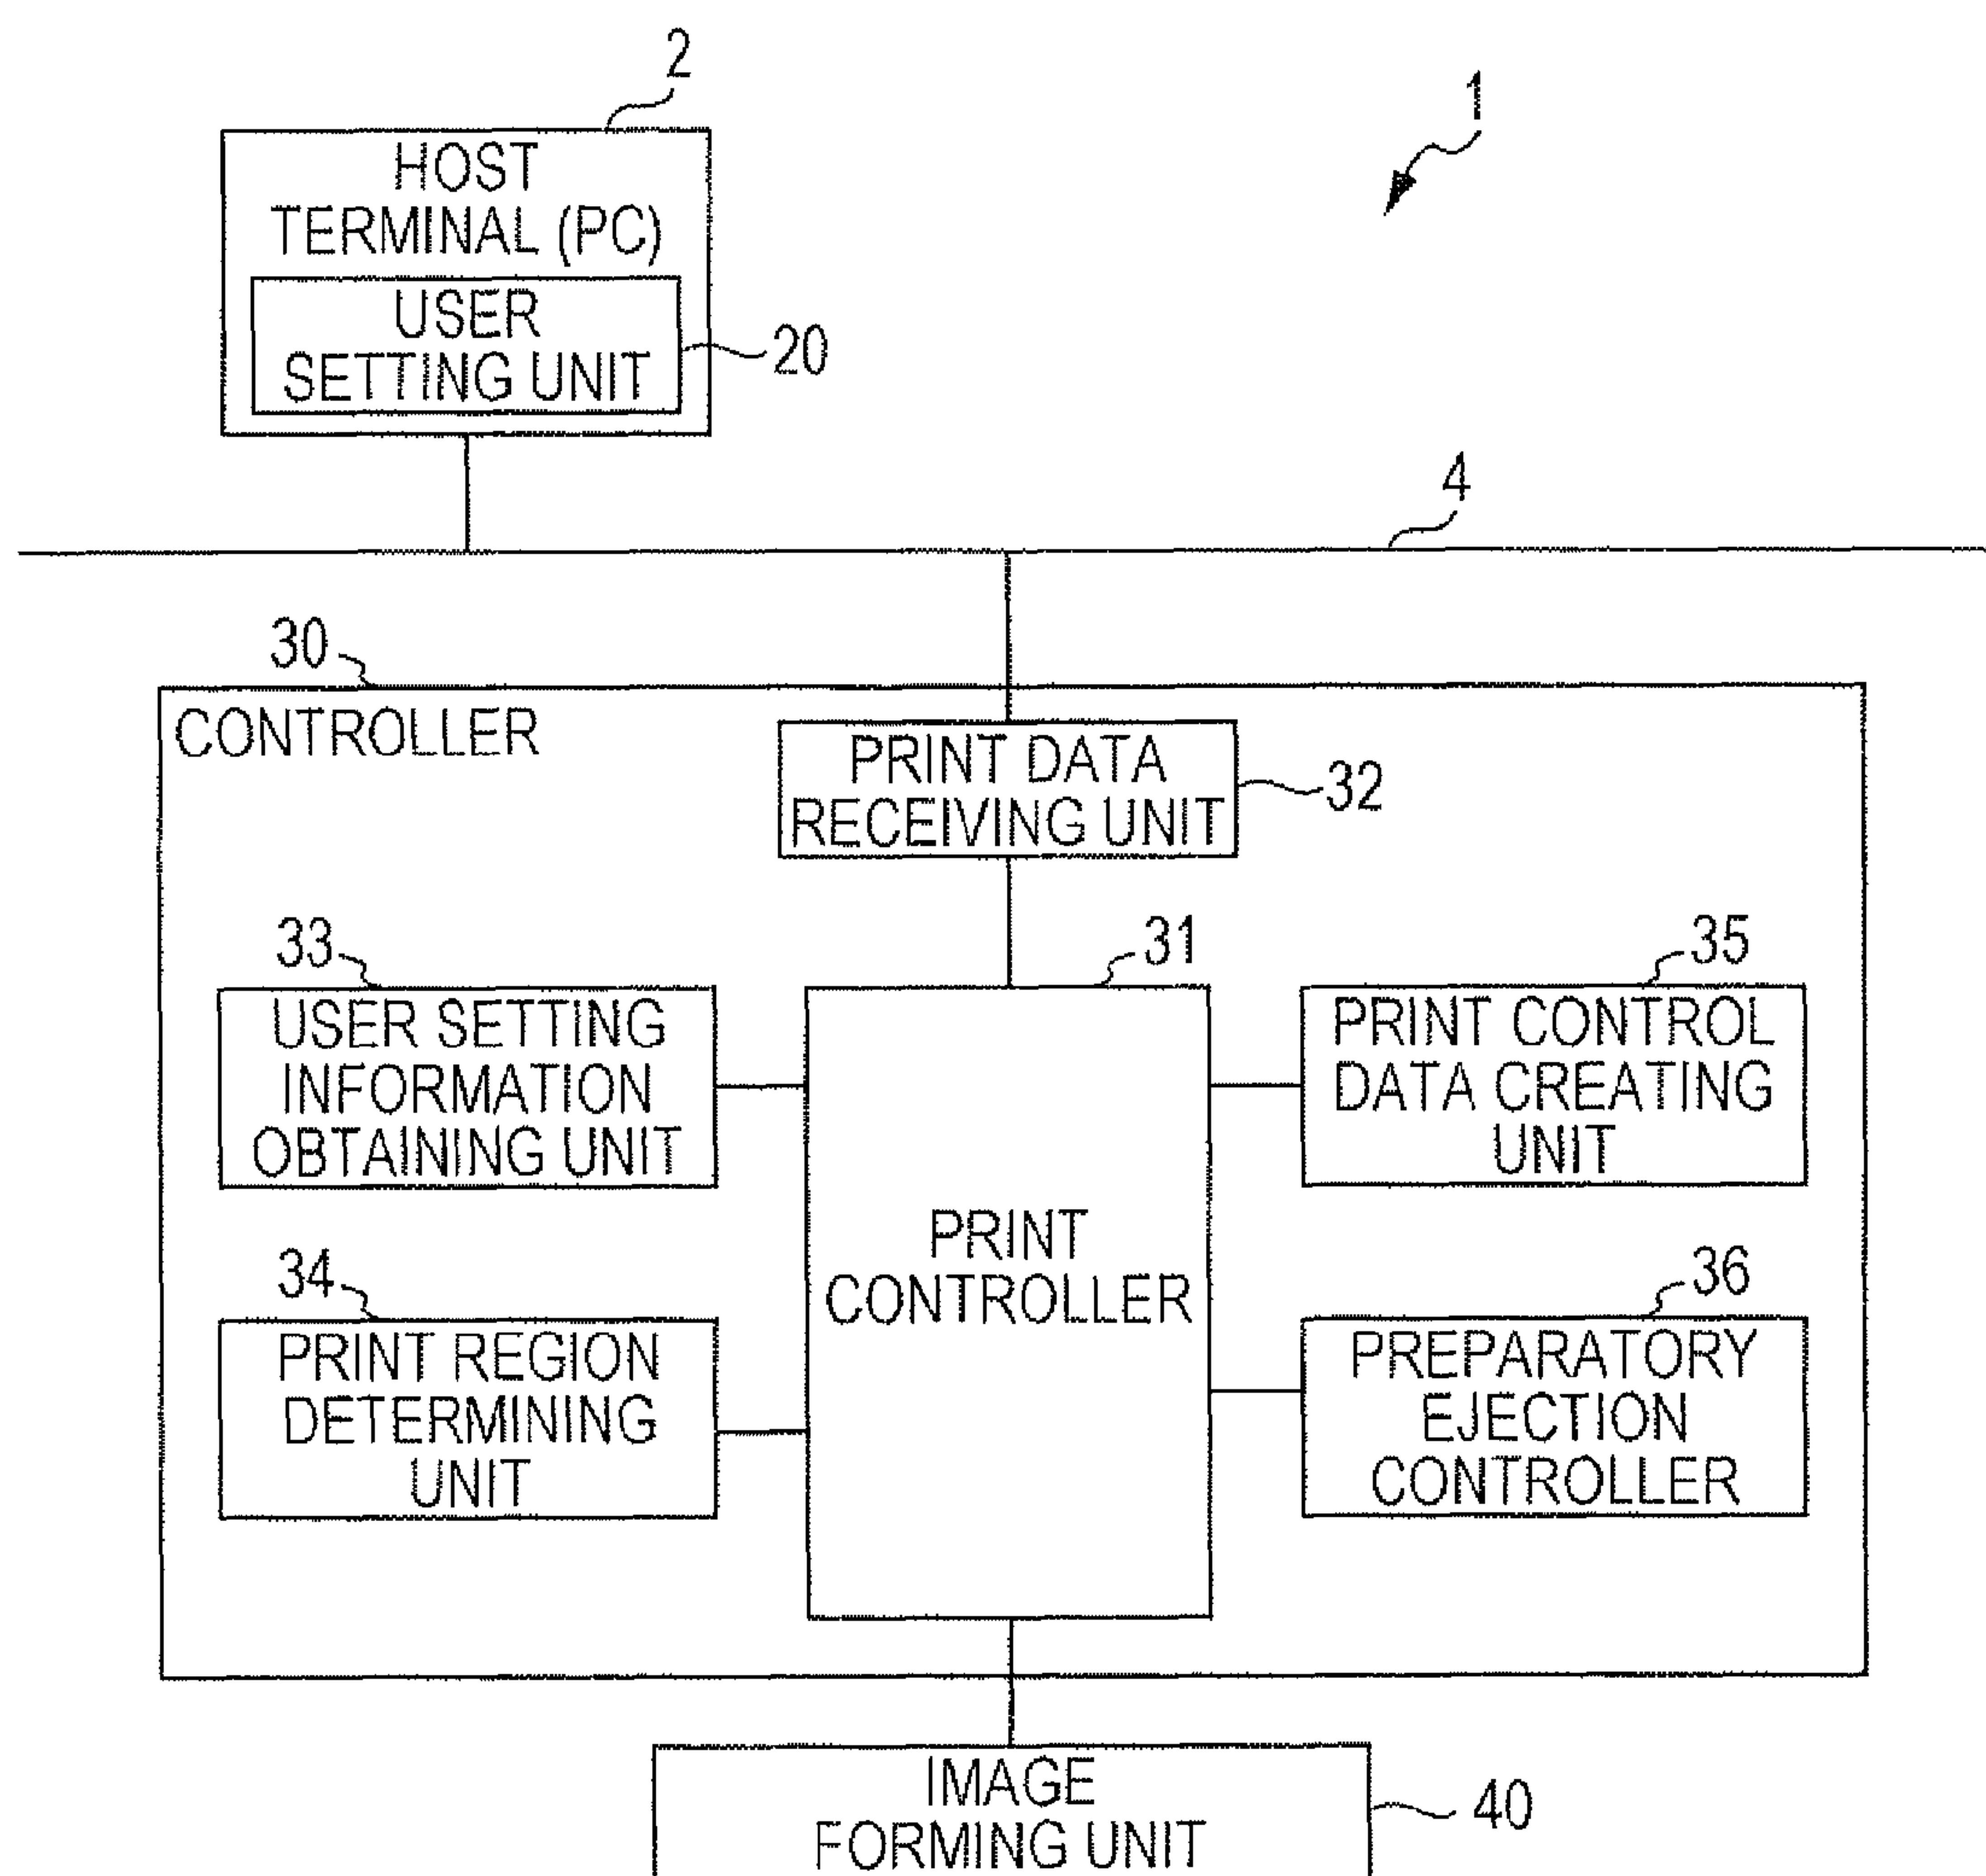 2
1
HOST
TERMINAL (PC)
USER
SETTING UNIT
20
4
30
CONTROLLER
PRINT DATA
RECEIVING UNIT
32
33
31
35
USER SETTING
INFORMATION
OBTAINING UNIT
PRINT CONTROL
DATA CREATING
UNIT
PRINT
CONTROLLER
34
36
PRINT REGION
DETERMINING
UNIT
PREPARATORY
EJECTION
CONTROLLER
IMAGE
FORMING UNIT
40